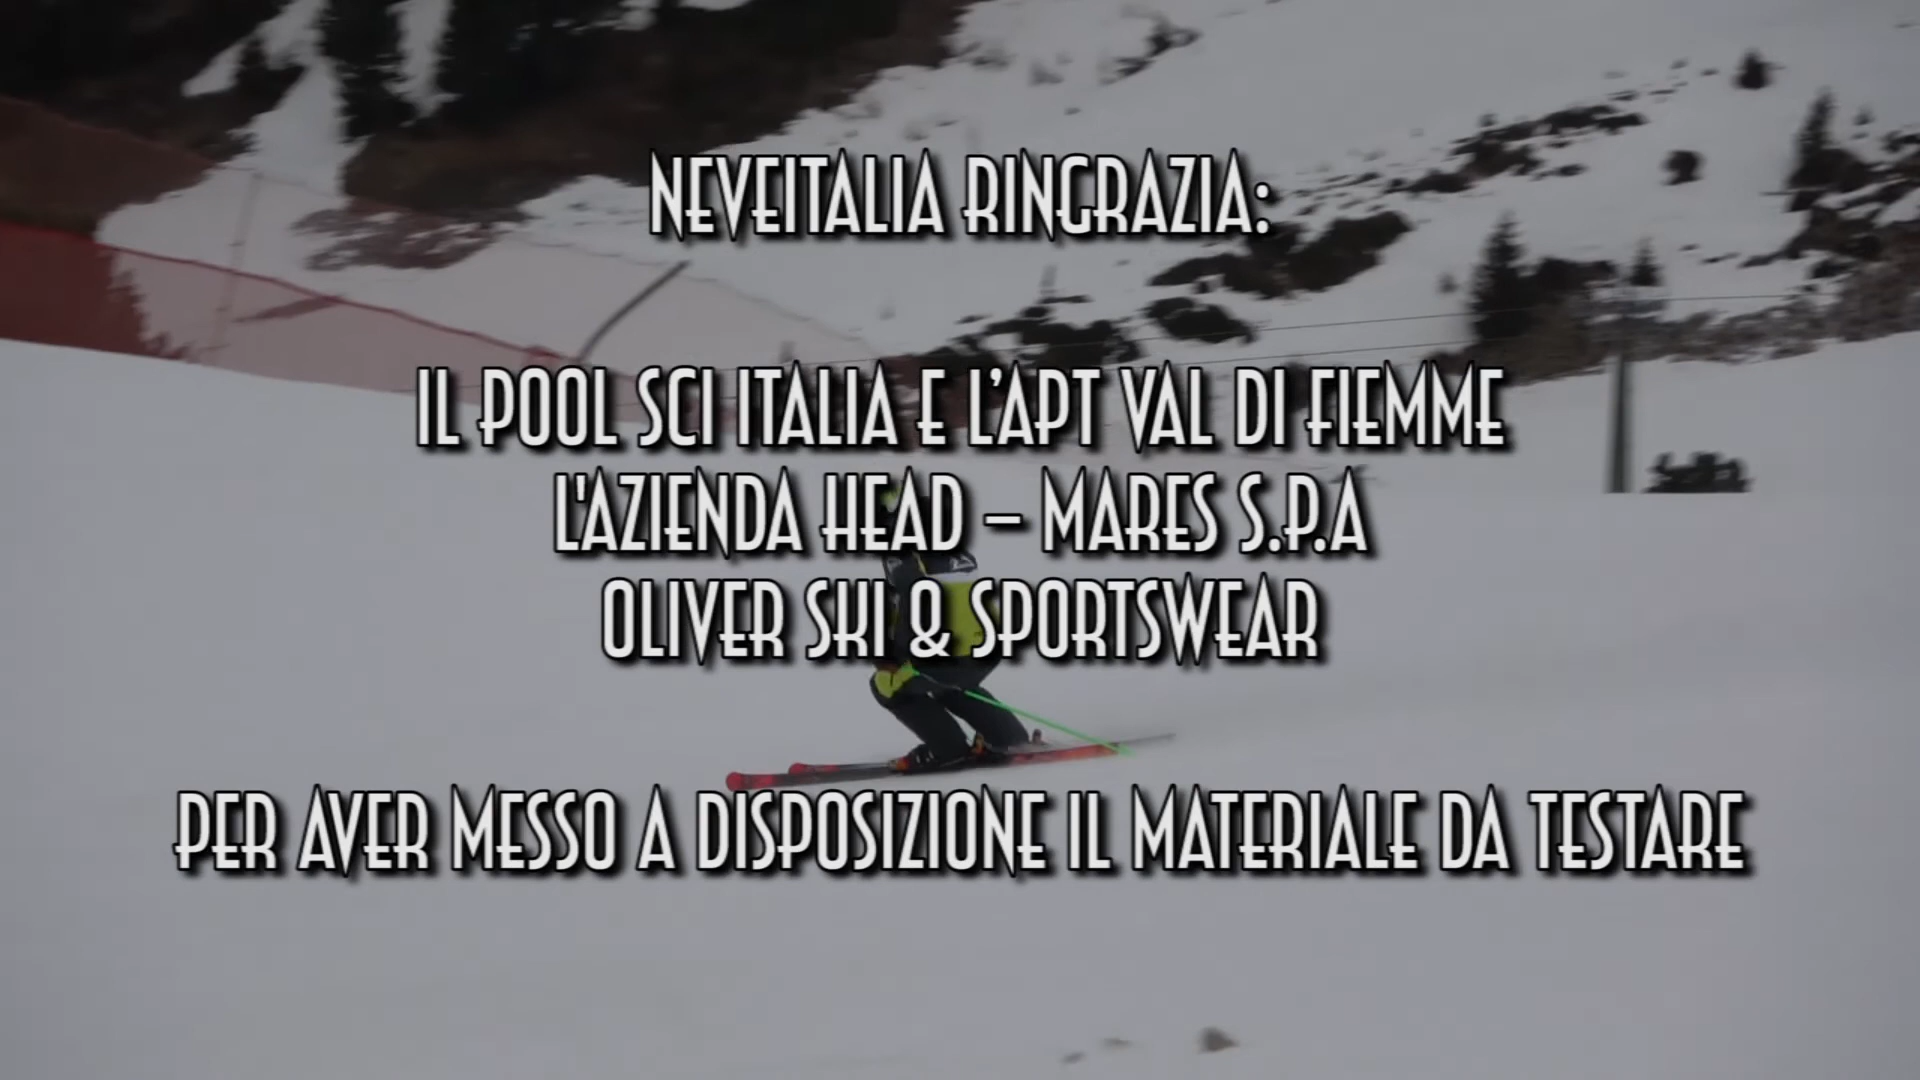 NEVEITALIA RINGRAZIA:
IL POOL SCI ITALIA E L’APT VAL DI FIEMME
L'AZIENDA HEAD – MARES S.P.A
OLIVER SKI & SPORTSWEAR
PER AVER MESSO A DISPOSIZIONE IL MATERIALE DA TESTARE